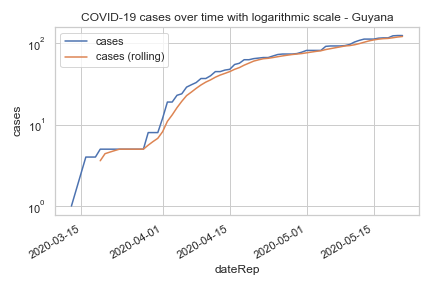 COVID-19 cases over time with logarithmic scale - Guyana
cases
cases (rolling)
10²
10¹
10⁰
cases
2020-03-15
2020-04-01
2020-04-15
2020-05-01
2020-05-15
dateRep